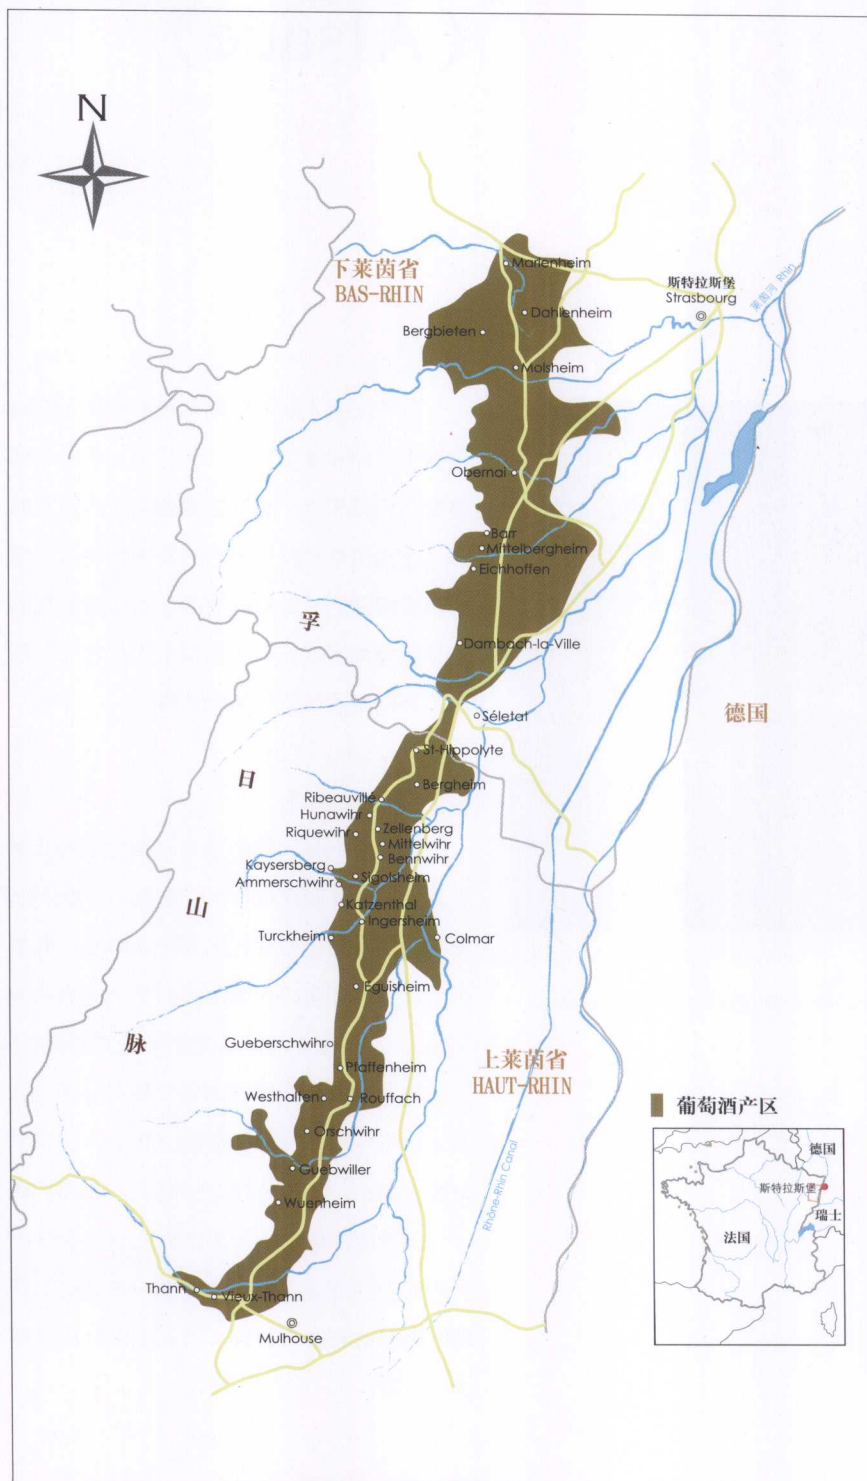 N
下莱茵省
BAS-RHIN
Marlenheim
斯特拉斯堡
Strasbourg
莱茵河 Rhin
Dahlenheim
Bergbieten
Molsheim
Obernai
Barr
Mittelbergheim
Eichhoffen
孚
Dambach-la-Ville
德国
Séletat
St-Hippolyte
日
Bergheim
Ribeauvillé
Hunawihr
Zellenberg
Riquewihr
Mittelwihr
Bennwihr
Kaysersberg
Sigolsheim
Ammerschwihr
山
Katzenthal
Ingersheim
Turckheim
Colmar
Eguisheim
脉
Gueberschwihr
上莱茵省
HAUT-RHIN
Pfaffenheim
Westhalten
Rouffach
葡萄酒产区
Orschwihr
Guebwiller
Rhône-Rhin Canal
Wuenheim
德国
斯特拉斯堡
瑞士
法国
Thann
Vieux-Thann
Mulhouse